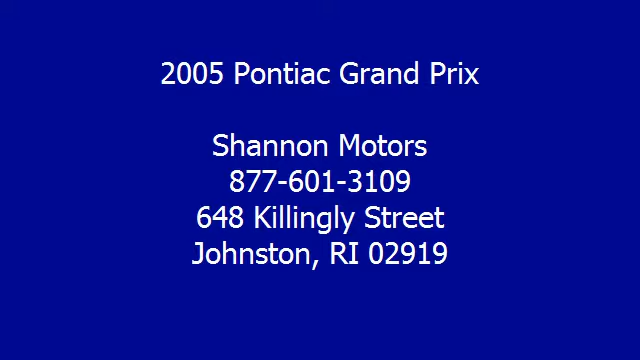 2005 Pontiac Grand Prix
Shannon Motors
877-601-3109
648 Killingly Street
Johnston, RI 02919